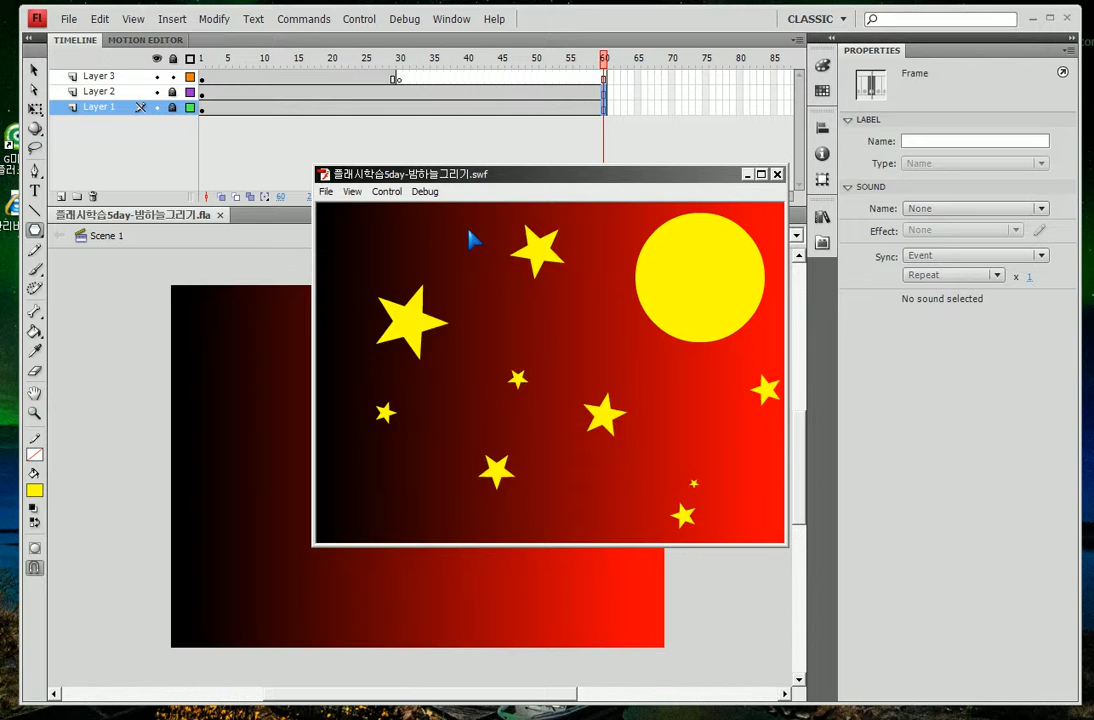 Fl File Edit View Insert Modify Text Commands Control Debug Window Help CLASSIC
TIMELINE MOTION EDITOR
PROPERTIES
1 5 10 15 20 25 30 35 40 45 50 55 60 65 70 75 80 85
Layer 3
Layer 2
Layer 1
Frame
LABEL
Name:
Type: Name
SOUND
Name: None
Effect: None
Sync: Event
Repeat x 1
No sound selected
60
플래시학습5day-밤하늘그리기.fla
Scene 1
플래시학습5day-밤하늘그리기.swf
File View Control Debug